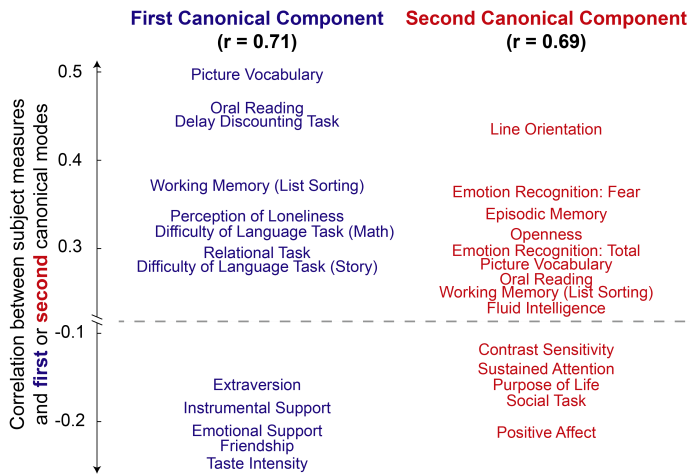 First Canonical Component
(r = 0.71)
Second Canonical Component
(r = 0.69)
Correlation between subject measures
and first or second canonical modes
0.5
0.4
0.3
-0.1
-0.2
Picture Vocabulary
Oral Reading
Delay Discounting Task
Working Memory (List Sorting)
Perception of Loneliness
Difficulty of Language Task (Math)
Relational Task
Difficulty of Language Task (Story)
Extraversion
Instrumental Support
Emotional Support
Friendship
Taste Intensity
Line Orientation
Emotion Recognition: Fear
Episodic Memory
Openness
Emotion Recognition: Total
Picture Vocabulary
Oral Reading
Working Memory (List Sorting)
Fluid Intelligence
Contrast Sensitivity
Sustained Attention
Purpose of Life
Social Task
Positive Affect